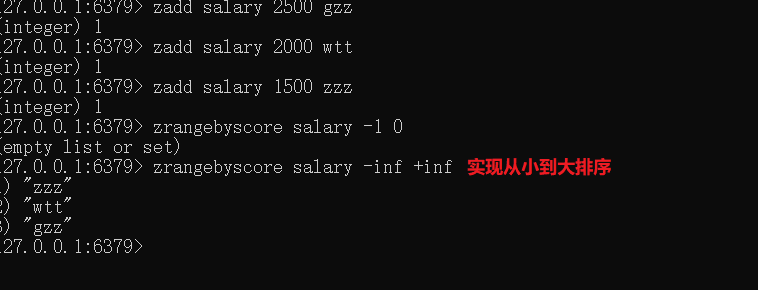 27.0.0.1:6379> zadd salary 2500 gzz
(integer) 1
27.0.0.1:6379> zadd salary 2000 wtt
(integer) 1
27.0.0.1:6379> zadd salary 1500 zzz
(integer) 1
27.0.0.1:6379> zrangebyscore salary -1 0
(empty list or set)
27.0.0.1:6379> zrangebyscore salary -inf +inf 实现从小到大排序
1) "zzz"
2) "wtt"
3) "gzz"
27.0.0.1:6379>